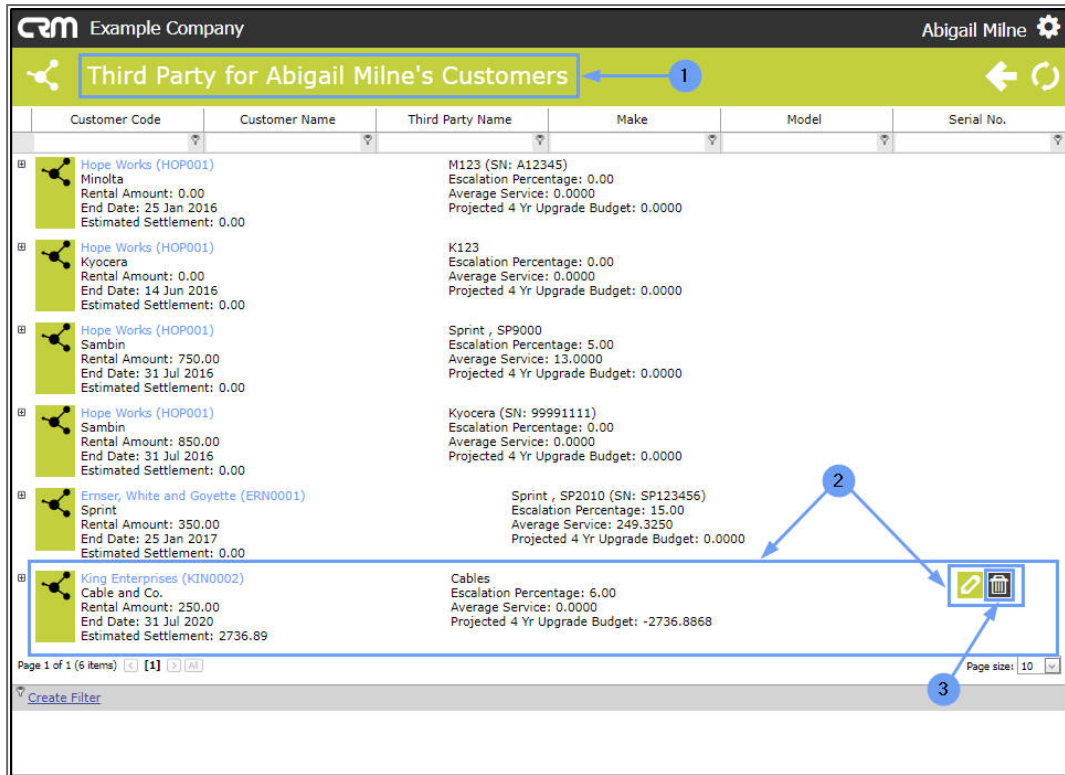 CRM Example Company Abigail Milne
Third Party for Abigail Milne's Customers 1
Customer Code Customer Name Third Party Name Make Model Serial No.
Hope Works (HOP001) M123 (SN: A12345)
Minolta Escalation Percentage: 0.00
Rental Amount: 0.00 Average Service: 0.0000
End Date: 25 Jan 2016 Projected 4 Yr Upgrade Budget: 0.0000
Estimated Settlement: 0.00
Hope Works (HOP001) K123
Kyocera Escalation Percentage: 0.00
Rental Amount: 0.00 Average Service: 0.0000
End Date: 14 Jun 2016 Projected 4 Yr Upgrade Budget: 0.0000
Estimated Settlement: 0.00
Hope Works (HOP001) Sprint , SP9000
Sambin Escalation Percentage: 5.00
Rental Amount: 750.00 Average Service: 13.0000
End Date: 31 Jul 2016 Projected 4 Yr Upgrade Budget: 0.0000
Estimated Settlement: 0.00
Hope Works (HOP001) Kyocera (SN: 99991111)
Sambin Escalation Percentage: 0.00
Rental Amount: 850.00 Average Service: 0.0000
End Date: 31 Jul 2016 Projected 4 Yr Upgrade Budget: 0.0000
Estimated Settlement: 0.00
2
Ernser, White and Goyette (ERN0001) Sprint , SP2010 (SN: SP123456)
Sprint Escalation Percentage: 15.00
Rental Amount: 350.00 Average Service: 249.3250
End Date: 25 Jan 2017 Projected 4 Yr Upgrade Budget: 0.0000
Estimated Settlement: 0.00
King Enterprises (KIN0002) Cables
Cable and Co. Escalation Percentage: 6.00
Rental Amount: 250.00 Average Service: 0.0000
End Date: 31 Jul 2020 Projected 4 Yr Upgrade Budget: -2736.8868
Estimated Settlement: 2736.89
Page 1 of 1 (6 items) < [1] > All Page size: 10
3
Create Filter